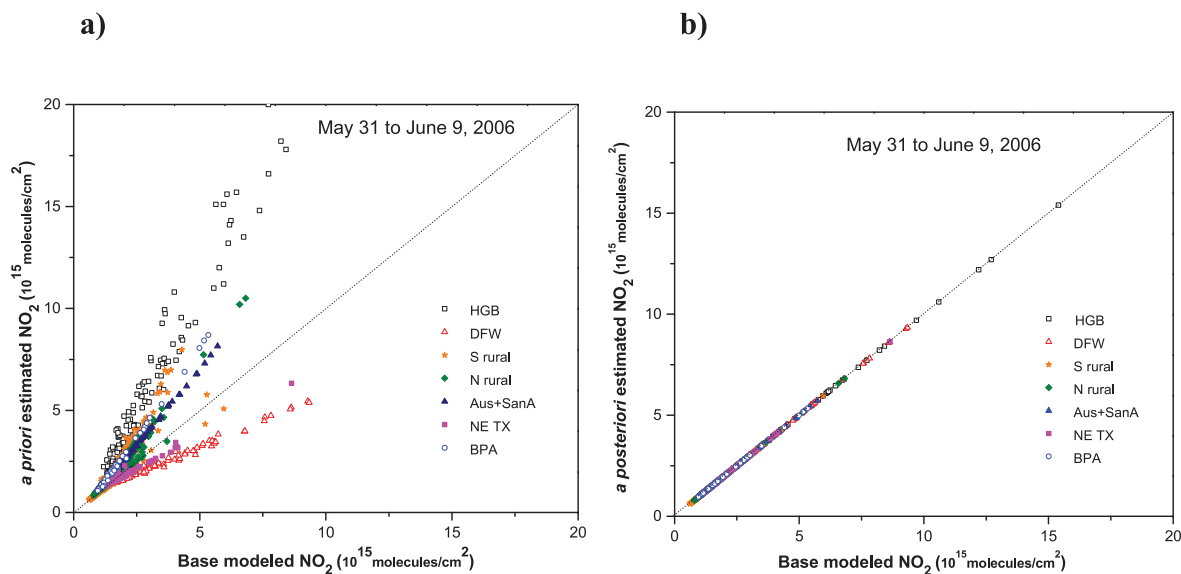 a)
20
15
10
5
0
0
5
10
15
20
a priori estimated NO2 (10^15 molecules/cm^2)
Base modeled NO2 (10^15 molecules/cm^2)
May 31 to June 9, 2006
HGB
DFW
S rural
N rural
Aus+SanA
NE TX
BPA
b)
20
15
10
5
0
0
5
10
15
20
a posteriori estimated NO2 (10^15 molecules/cm^2)
Base modeled NO2 (10^15 molecules/cm^2)
May 31 to June 9, 2006
HGB
DFW
S rural
N rural
Aus+SanA
NE TX
BPA